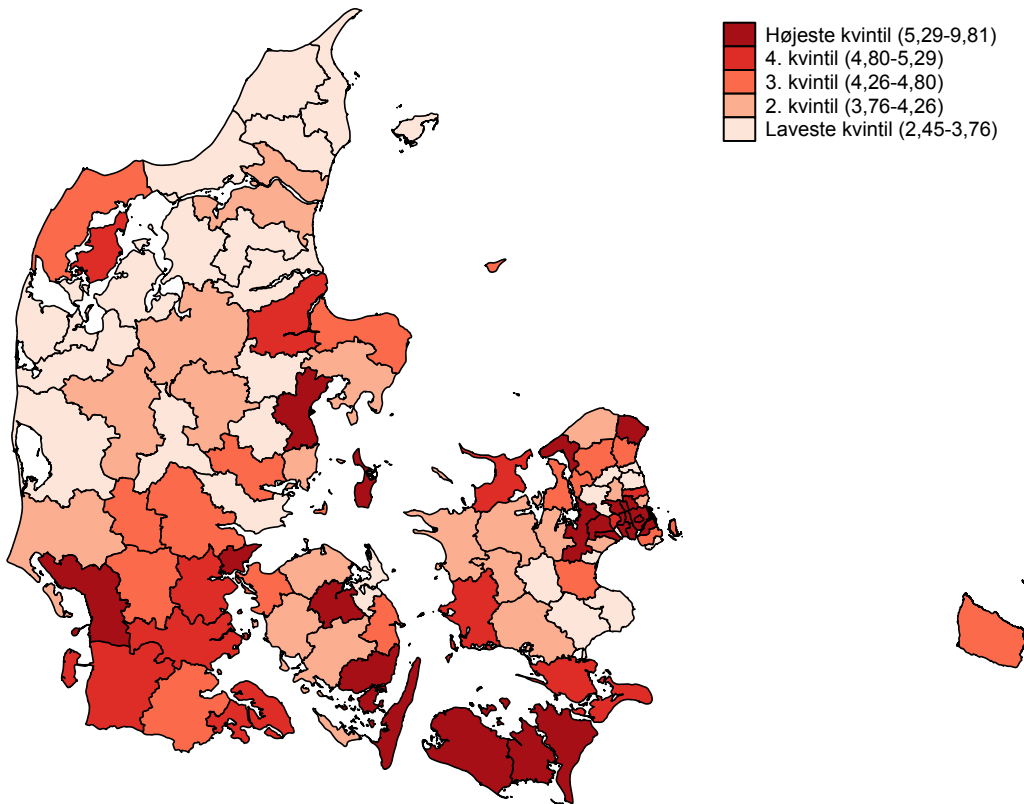 Højeste kvintil (5,29-9,81)
4. kvintil (4,80-5,29)
3. kvintil (4,26-4,80)
2. kvintil (3,76-4,26)
Laveste kvintil (2,45-3,76)